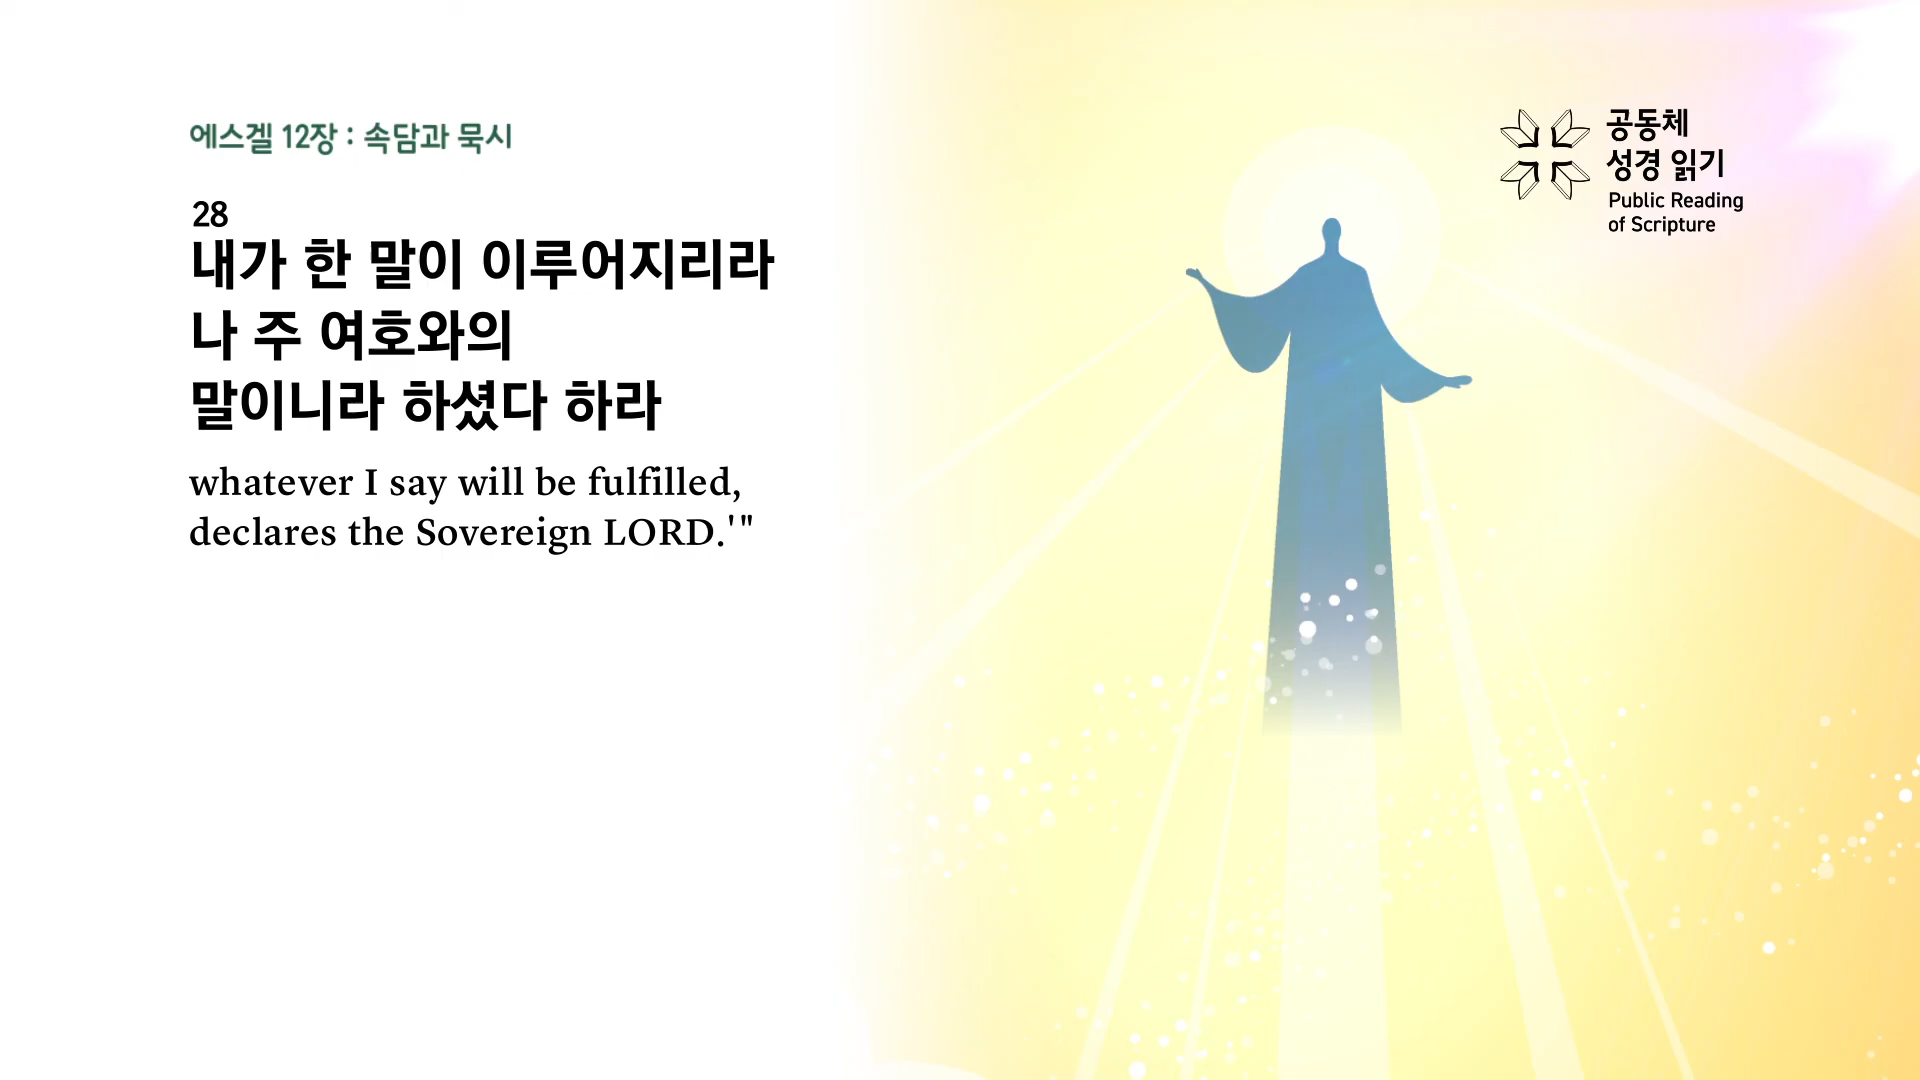 에스겔 12장 : 속담과 묵시
28
내가 한 말이 이루어지리라
나 주 여호와의
말이니라 하셨다 하라
whatever I say will be fulfilled,
declares the Sovereign LORD.'"
공동체
성경 읽기
Public Reading
of Scripture